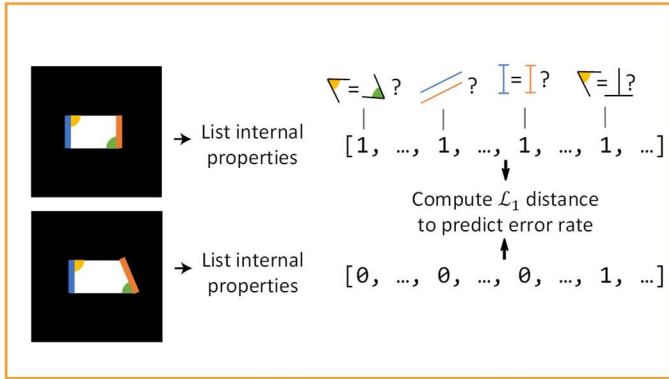 = ? ? = ? = ?
List internal
properties
[1, …, 1, …, 1, …, 1, …]
Compute ℒ₁ distance
to predict error rate
List internal
properties
[0, …, 0, …, 0, …, 1, …]